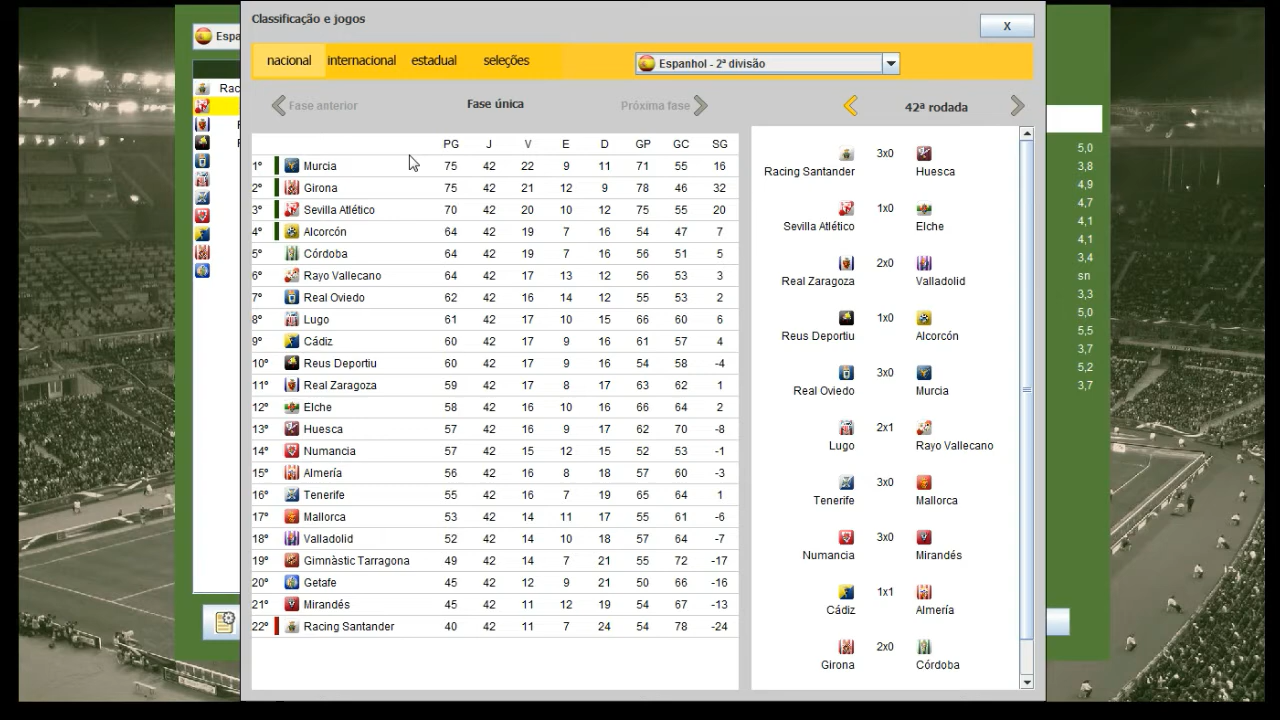 Classificação e jogos
X
Espa
nacional internacional estadual seleções
Espanhol - 2ª divisão
Fase anterior Fase única Próxima fase
42ª rodada
PG J V E D GP GC SG
1º Murcia 75 42 22 9 11 71 55 16
2º Girona 75 42 21 12 9 78 46 32
3º Sevilla Atlético 70 42 20 10 12 75 55 20
4º Alcorcón 64 42 19 7 16 54 47 7
5º Córdoba 64 42 19 7 16 56 51 5
6º Rayo Vallecano 64 42 17 13 12 56 53 3
7º Real Oviedo 62 42 16 14 12 55 53 2
8º Lugo 61 42 17 10 15 66 60 6
9º Cádiz 60 42 17 9 16 61 57 4
10º Reus Deportiu 60 42 17 9 16 54 58 -4
11º Real Zaragoza 59 42 17 8 17 63 62 1
12º Elche 58 42 16 10 16 66 64 2
13º Huesca 57 42 16 9 17 62 70 -8
14º Numancia 57 42 15 12 15 52 53 -1
15º Almería 56 42 16 8 18 57 60 -3
16º Tenerife 55 42 16 7 19 65 64 1
17º Mallorca 53 42 14 11 17 55 61 -6
18º Valladolid 52 42 14 10 18 57 64 -7
19º Gimnàstic Tarragona 49 42 14 7 21 55 72 -17
20º Getafe 45 42 12 9 21 50 66 -16
21º Mirandés 45 42 11 12 19 54 67 -13
22º Racing Santander 40 42 11 7 24 54 78 -24
3x0
Racing Santander Huesca
1x0
Sevilla Atlético Elche
2x0
Real Zaragoza Valladolid
1x0
Reus Deportiu Alcorcón
3x0
Real Oviedo Murcia
2x1
Lugo Rayo Vallecano
3x0
Tenerife Mallorca
3x0
Numancia Mirandés
1x1
Cádiz Almería
2x0
Girona Córdoba
Rac
5,0
3,8
4,9
4,7
4,1
4,1
3,4
sn
3,3
5,0
5,5
3,7
5,2
3,7